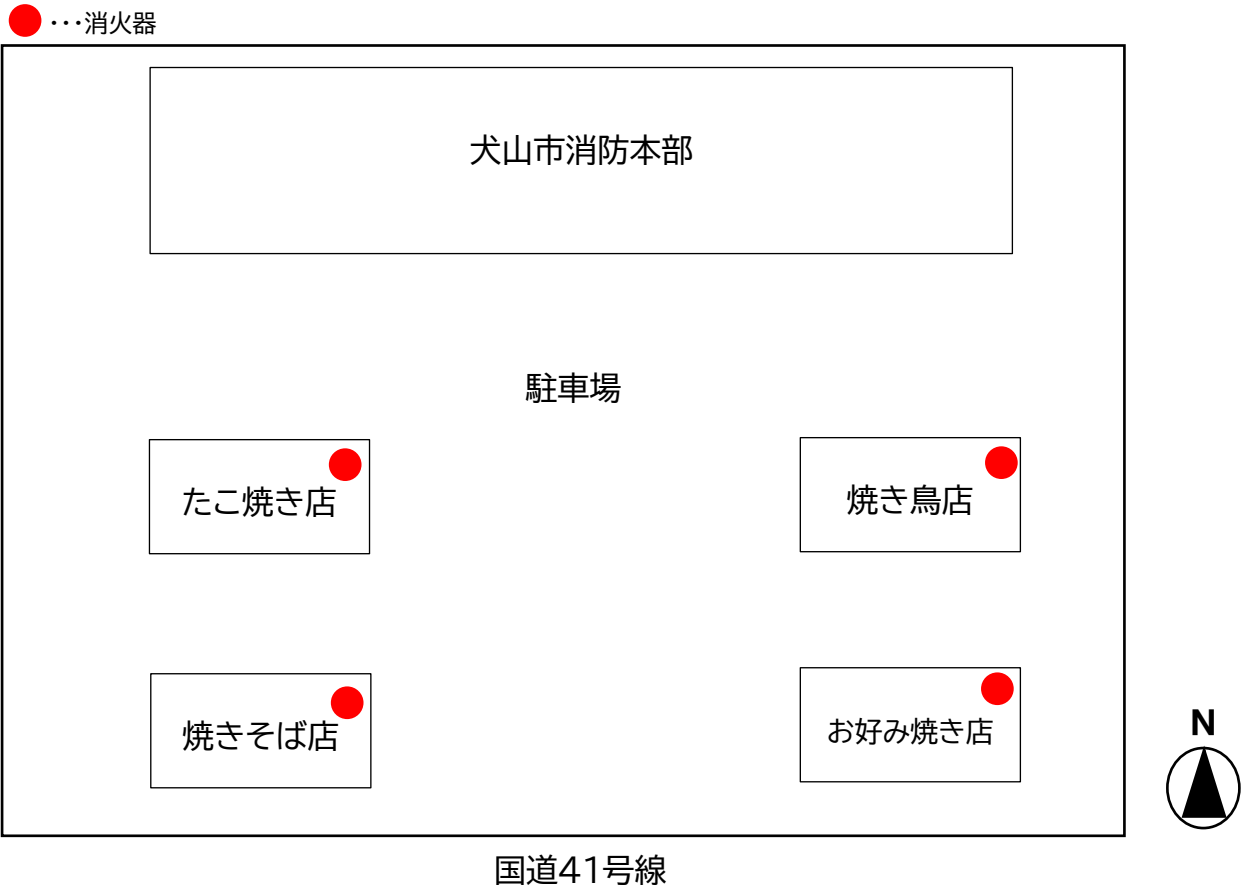 ・・・消火器
犬山市消防本部
駐車場
たこ焼き店
焼き鳥店
焼きそば店
お好み焼き店
N
国道41号線